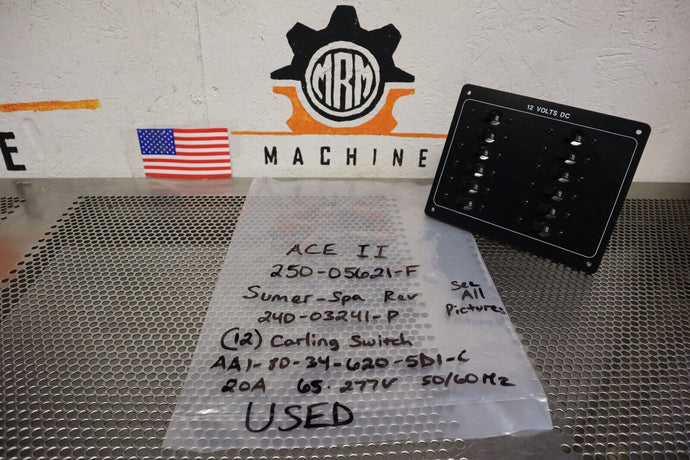 MRM
MACHINE
E
12 VOLTS DC
ACE II
250-05621-F
Sumer-Spa Rev
240-03241-P
(12) Carling Switch
AA1-80-34-620-5D1-C
20A 65.277V 50/60Hz
USED
See
All
Pictures